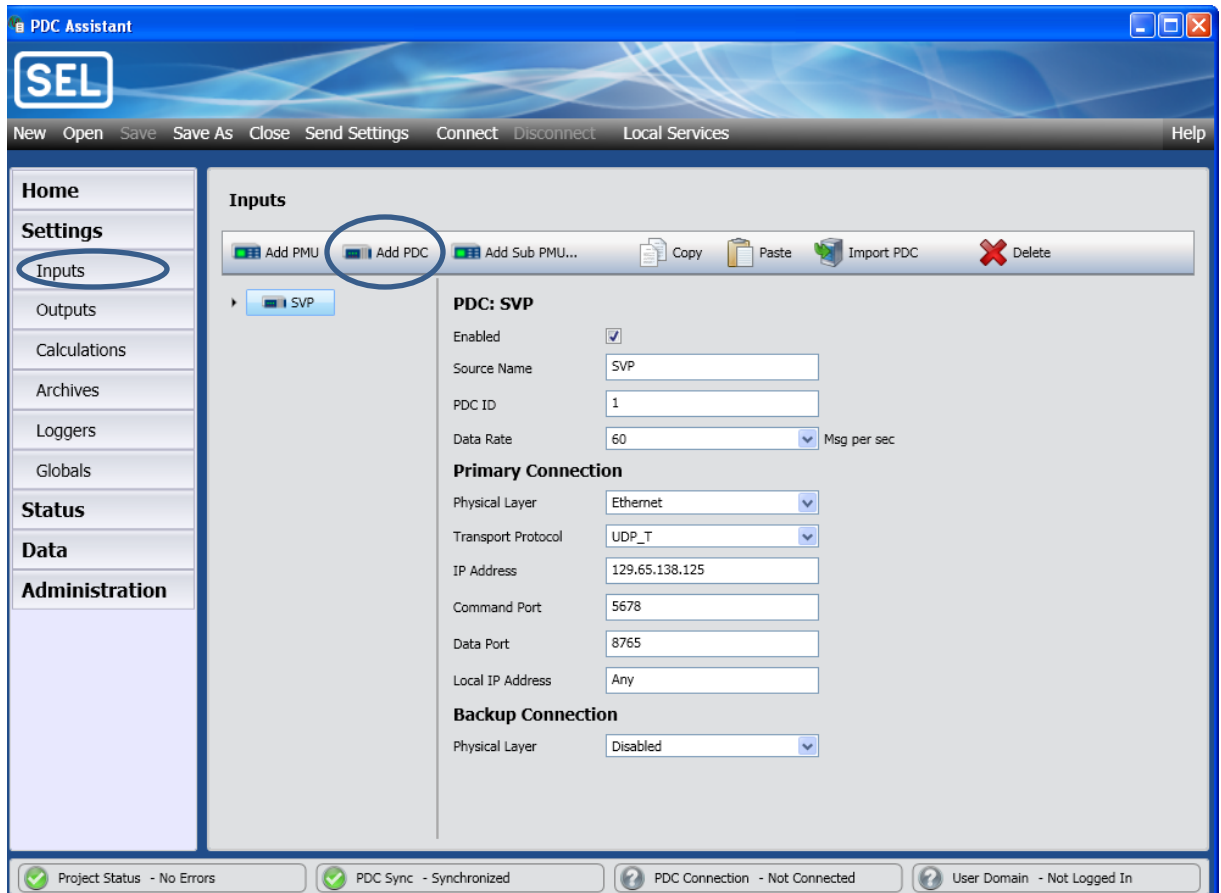 PDC Assistant
SEL
New Open Save Save As Close Send Settings Connect Disconnect Local Services Help
Home
Settings
Inputs
Outputs
Calculations
Archives
Loggers
Globals
Status
Data
Administration
Inputs
Add PMU Add PDC Add Sub PMU... Copy Paste Import PDC Delete
SVP
PDC: SVP
Enabled
Source Name SVP
PDC ID 1
Data Rate 60 Msg per sec
Primary Connection
Physical Layer Ethernet
Transport Protocol UDP_T
IP Address 129.65.138.125
Command Port 5678
Data Port 8765
Local IP Address Any
Backup Connection
Physical Layer Disabled
Project Status - No Errors PDC Sync - Synchronized PDC Connection - Not Connected User Domain - Not Logged In